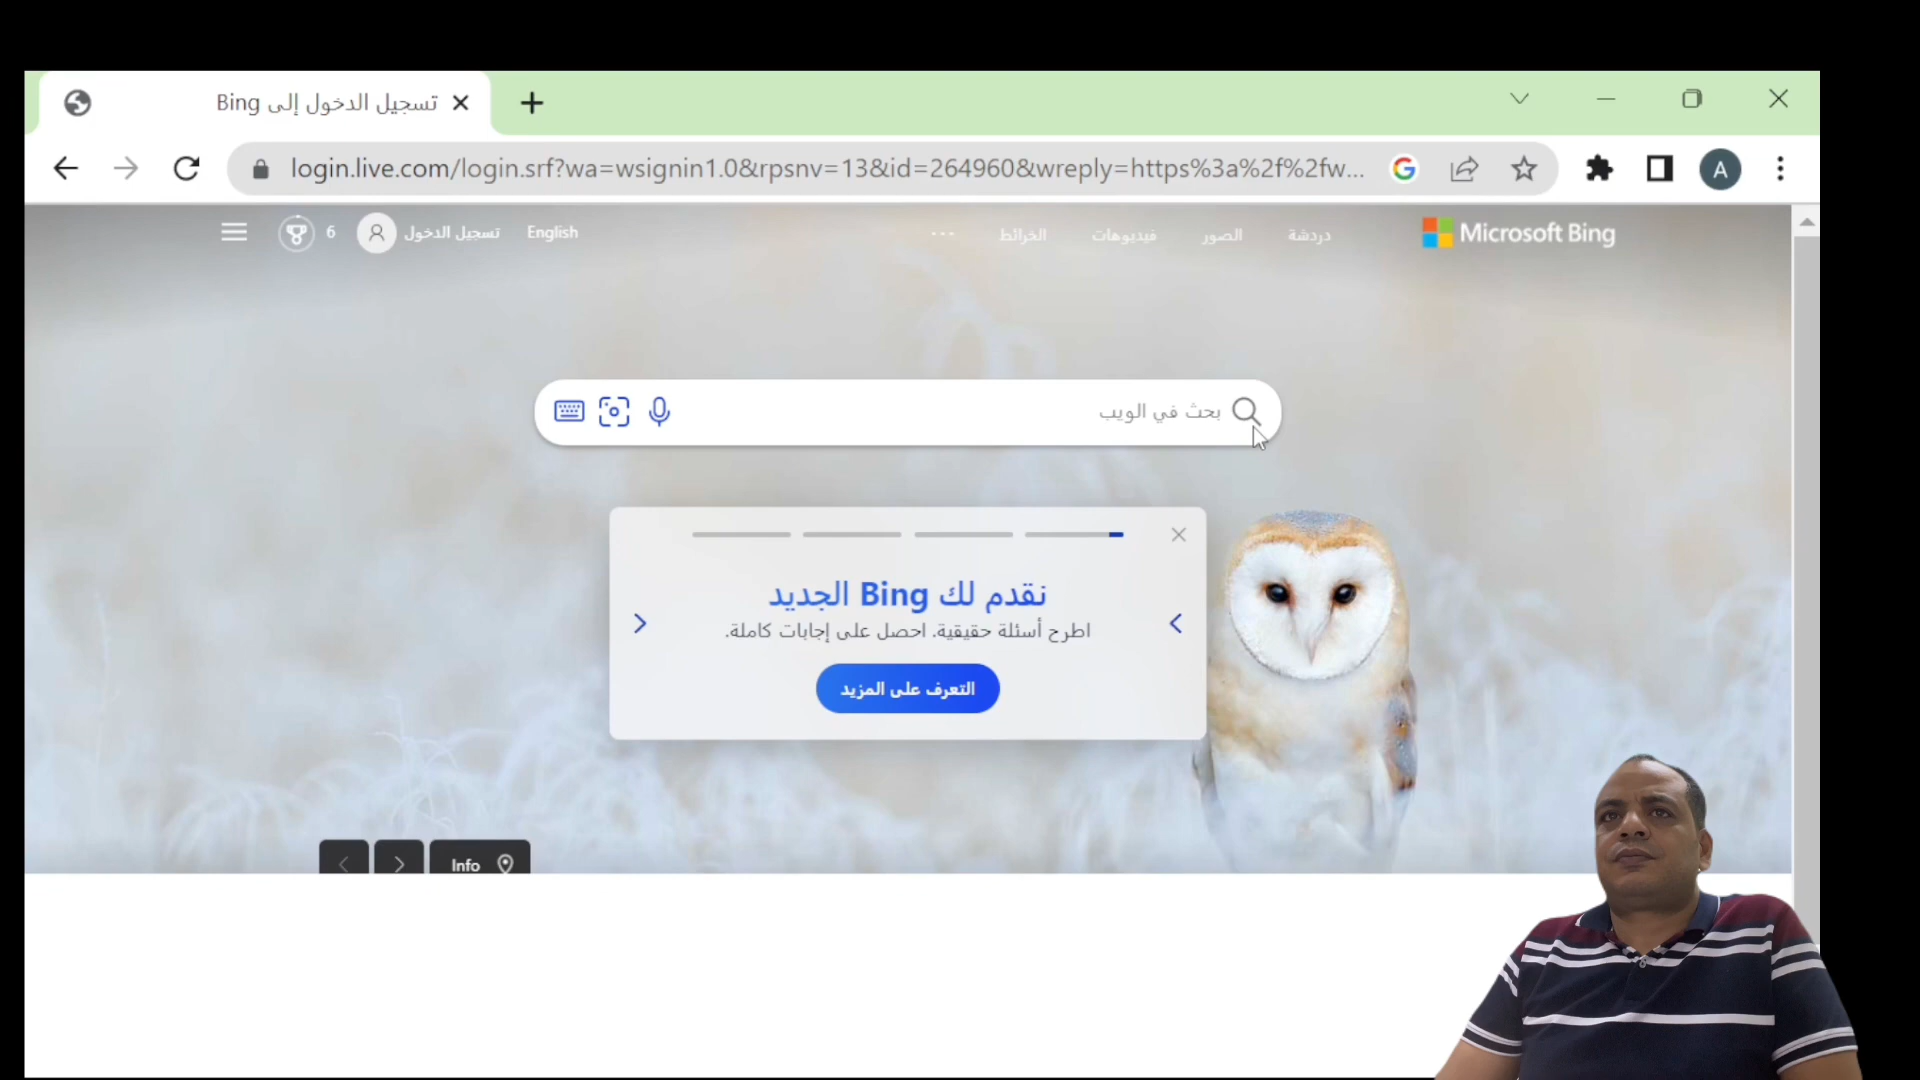 تسجيل الدخول إلى Bing
login.live.com/login.srf?wa=wsignin1.0&rpsnv=13&id=264960&wreply=https%3a%2f%2fw...
A
Microsoft Bing
دردشة
الصور
فيديوهات
الخرائط
...
English
تسجيل الدخول
6
بحث في الويب
نقدم لك Bing الجديد
اطرح أسئلة حقيقية. احصل على إجابات كاملة.
التعرف على المزيد
Info